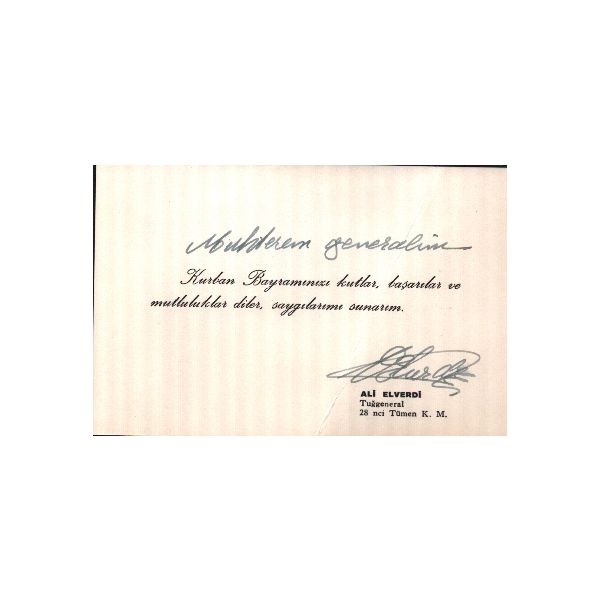 Muhterem generalim
Kurban Bayramınızı kutlar, başarılar ve
mutluluklar diler, saygılarımı sunarım.
ALİ ELVERDİ
Tuğgeneral
28 nci Tümen K. M.